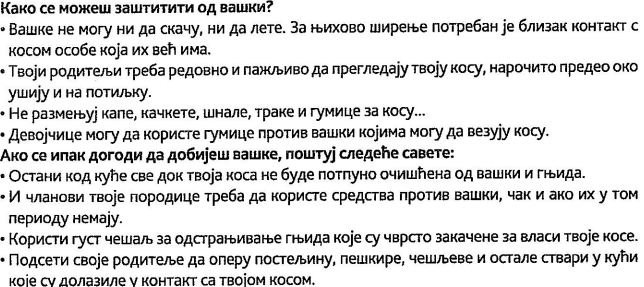 Како се можеш заштитити од вашки?
• Вашке не могу ни да скачу, ни да лете. За њихово ширење потребан је близак контакт с
косом особе која их већ има.
• Твоји родитељи треба редовно и пажљиво да прегледају твоју косу, нарочито предео око
ушију и на потиљку.
• Не размењуј капе, качкете, шнале, траке и гумице за косу...
• Девојчице могу да користе гумице против вашки којима могу да везују косу.
Ако се ипак догоди да добијеш вашке, поштуј следеће савете:
• Остани код куће све док твоја коса не буде потпуно очишћена од вашки и гњида.
• И чланови твоје породице треба да користе средства против вашки, чак и ако их у том
периоду немају.
• Користи густ чешаљ за одстрањивање гњида које су чврсто закачене за власи твоје косе.
• Подсети своје родитеље да оперу постељину, пешкире, чешљеве и остале ствари у кући
које су долазиле у контакт са твојом косом.